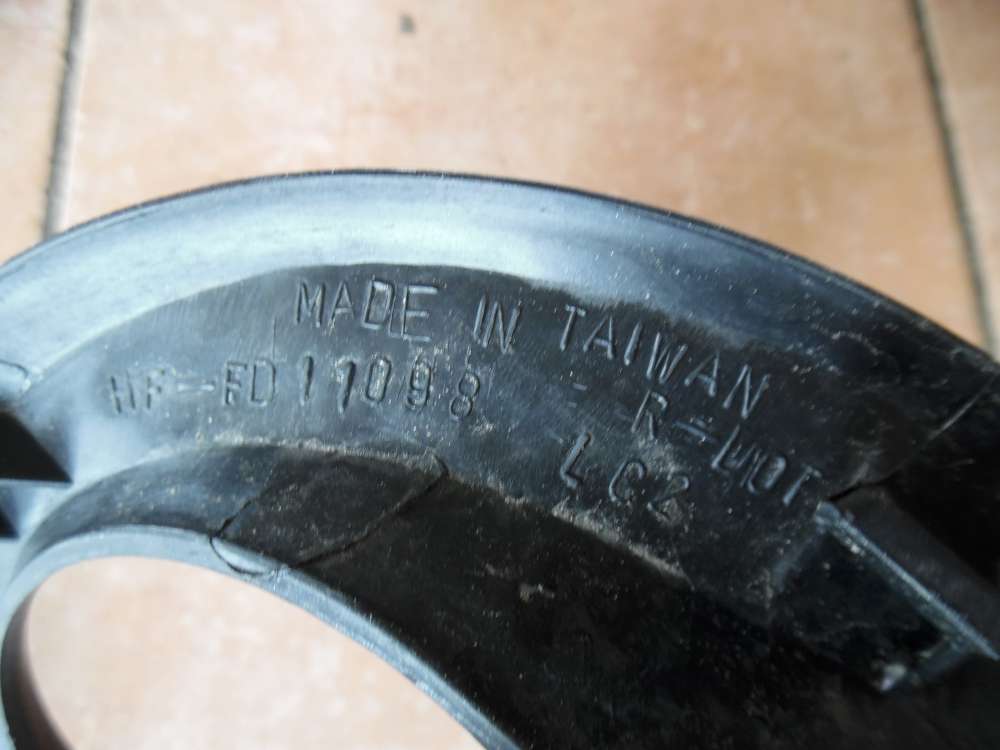 MADE IN TAIWAN
HF-FD11098 R-WOT
LC2